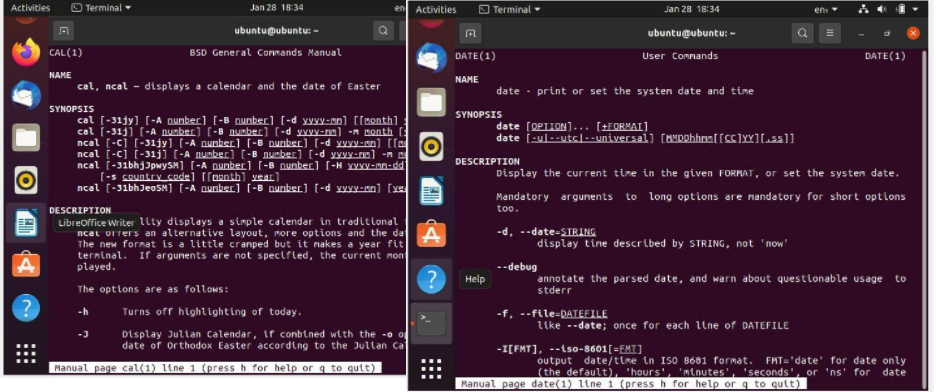 Activities
Terminal
Jan 28 18:34
en
ubuntu@ubuntu: ~
CAL(1) BSD General Commands Manual
NAME
cal, ncal — displays a calendar and the date of Easter
SYNOPSIS
cal [-31jy] [-A number] [-B number] [-d yyyy-mm] [[month]
cal [-31j] [-A number] [-B number] [-d yyyy-mm] -m month [
ncal [-C] [-31jy] [-A number] [-B number] [-d yyyy-mm] [[m
ncal [-C] [-31j] [-A number] [-B number] [-d yyyy-mm] -m m
ncal [-31bhjJpwySM] [-A number] [-B number] [-H yyyy-mm-dd
[-s country_code] [[month] year]
ncal [-31bhJeoSM] [-A number] [-B number] [-d yyyy-mm] [ye
DESCRIPTION
LibreOffice Writer
lity displays a simple calendar in traditional
ncal offers an alternative layout, more options and the da
The new format is a little cramped but it makes a year fit
terminal. If arguments are not specified, the current mon
played.
The options are as follows:
-h Turns off highlighting of today.
-J Display Julian Calendar, if combined with the -o o
date of Orthodox Easter according to the Julian Ca
Manual page cal(1) line 1 (press h for help or q to quit)
Activities
Terminal
Jan 28 18:34
en
ubuntu@ubuntu: ~
DATE(1) User Commands DATE(1)
NAME
date - print or set the system date and time
SYNOPSIS
date [OPTION]... [+FORMAT]
date [-u|--utc|--universal] [MMDDhhmm[[CC]YY][.ss]]
DESCRIPTION
Display the current time in the given FORMAT, or set the system date.
Mandatory arguments to long options are mandatory for short options
too.
-d, --date=STRING
display time described by STRING, not 'now'
--debug
Help
annotate the parsed date, and warn about questionable usage to
stderr
-f, --file=DATEFILE
like --date; once for each line of DATEFILE
-I[FMT], --iso-8601[=FMT]
output date/time in ISO 8601 format. FMT='date' for date only
(the default), 'hours', 'minutes', 'seconds', or 'ns' for date
Manual page date(1) line 1 (press h for help or q to quit)